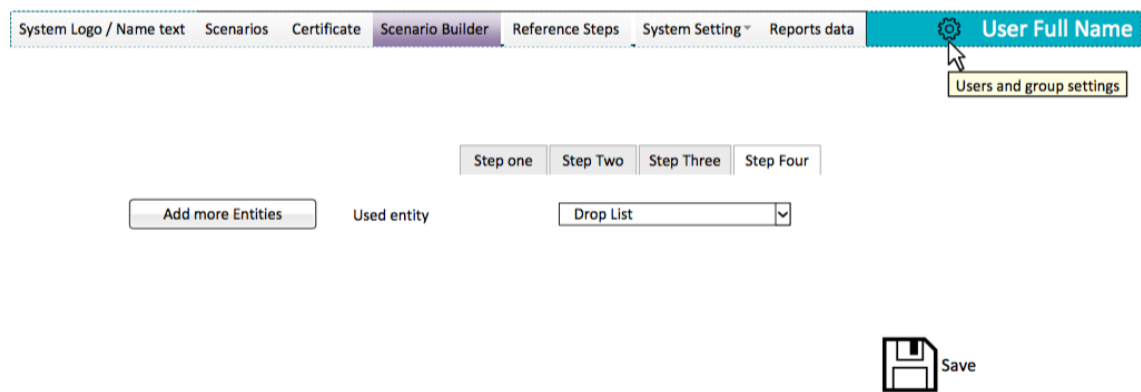 System Logo / Name text Scenarios Certificate Scenario Builder Reference Steps System Setting Reports data User Full Name
Users and group settings
Step one Step Two Step Three Step Four
Add more Entities Used entity Drop List
Save